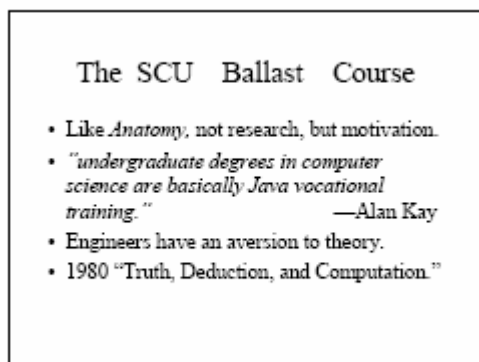 The SCU Ballast Course
• Like Anatomy, not research, but motivation.
• "undergraduate degrees in computer
science are basically Java vocational
training." —Alan Kay
• Engineers have an aversion to theory.
• 1980 “Truth, Deduction, and Computation.”